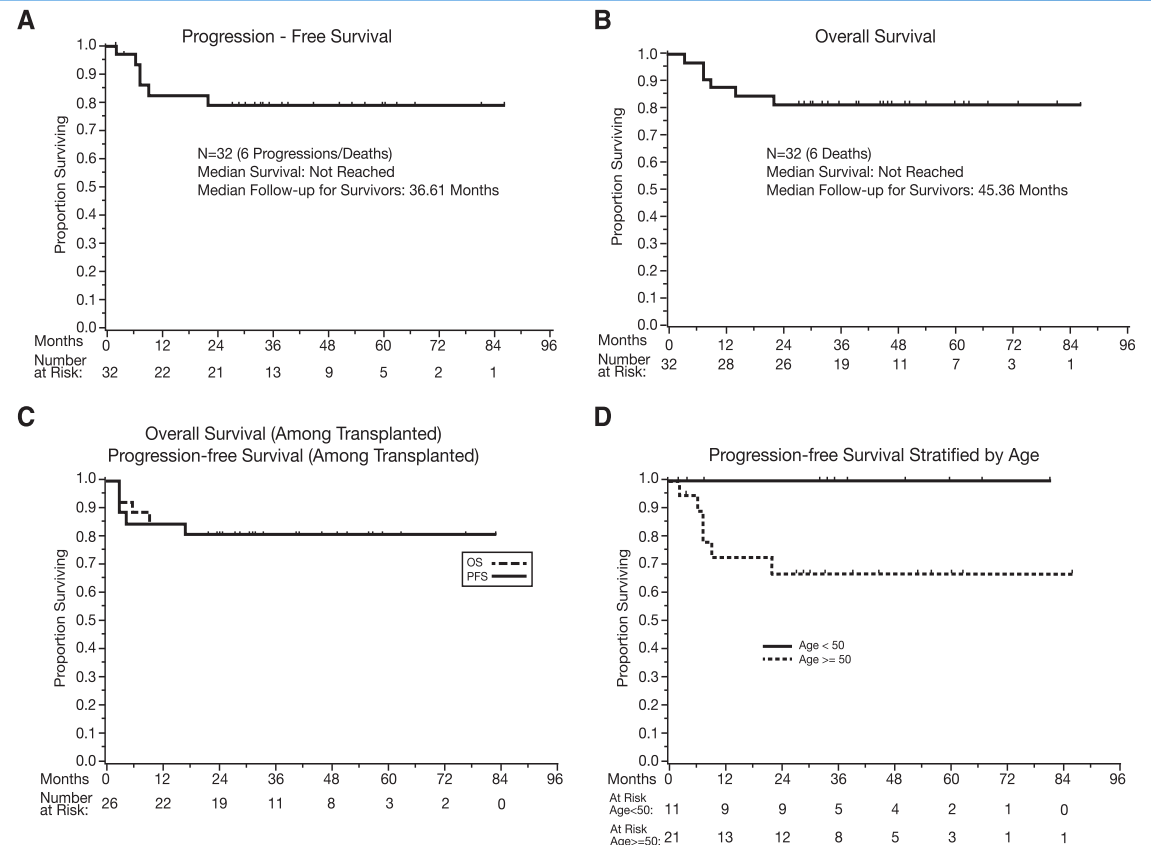 A
Progression - Free Survival
Proportion Surviving
1.0
0.9
0.8
0.7
0.6
0.5
0.4
0.3
0.2
0.1
0.0
N=32 (6 Progressions/Deaths)
Median Survival: Not Reached
Median Follow-up for Survivors: 36.61 Months
Months 0 12 24 36 48 60 72 84 96
Number
at Risk: 32 22 21 13 9 5 2 1
B
Overall Survival
Proportion Surviving
1.0
0.9
0.8
0.7
0.6
0.5
0.4
0.3
0.2
0.1
0.0
N=32 (6 Deaths)
Median Survival: Not Reached
Median Follow-up for Survivors: 45.36 Months
Months 0 12 24 36 48 60 72 84 96
Number
at Risk: 32 28 26 19 11 7 3 1
C
Overall Survival (Among Transplanted)
Progression-free Survival (Among Transplanted)
Proportion Surviving
1.0
0.9
0.8
0.7
0.6
0.5
0.4
0.3
0.2
0.1
0.0
OS
PFS
Months 0 12 24 36 48 60 72 84 96
Number
at Risk: 26 22 19 11 8 3 2 0
D
Progression-free Survival Stratified by Age
Proportion Surviving
1.0
0.9
0.8
0.7
0.6
0.5
0.4
0.3
0.2
0.1
0.0
Age < 50
Age >= 50
Months 0 12 24 36 48 60 72 84 96
At Risk
Age<50: 11 9 9 5 4 2 1 0
At Risk
Age>=50: 21 13 12 8 5 3 1 1